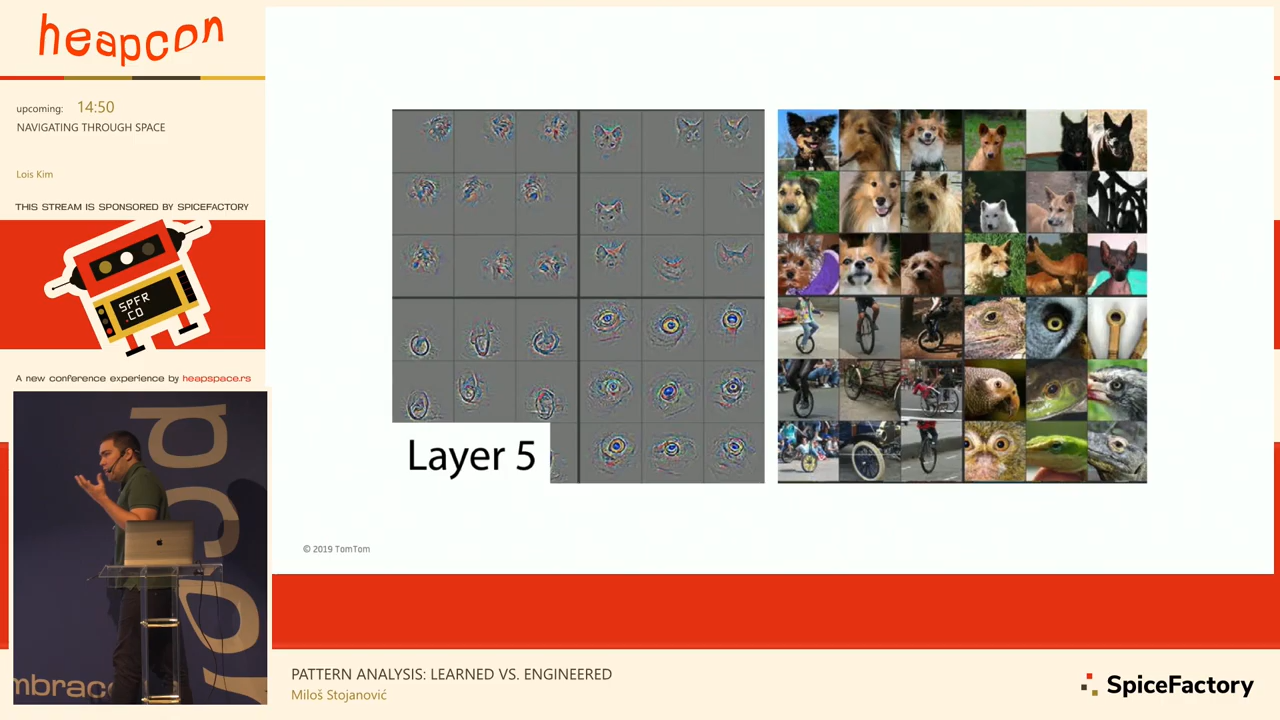 heapcon
upcoming: 14:50
NAVIGATING THROUGH SPACE
Lois Kim
THIS STREAM IS SPONSORED BY SPICEFACTORY
SPFR
.CO
A new conference experience by heapspace.rs
mbrac
Layer 5
© 2019 TomTom
PATTERN ANALYSIS: LEARNED VS. ENGINEERED
Miloš Stojanović
SpiceFactory